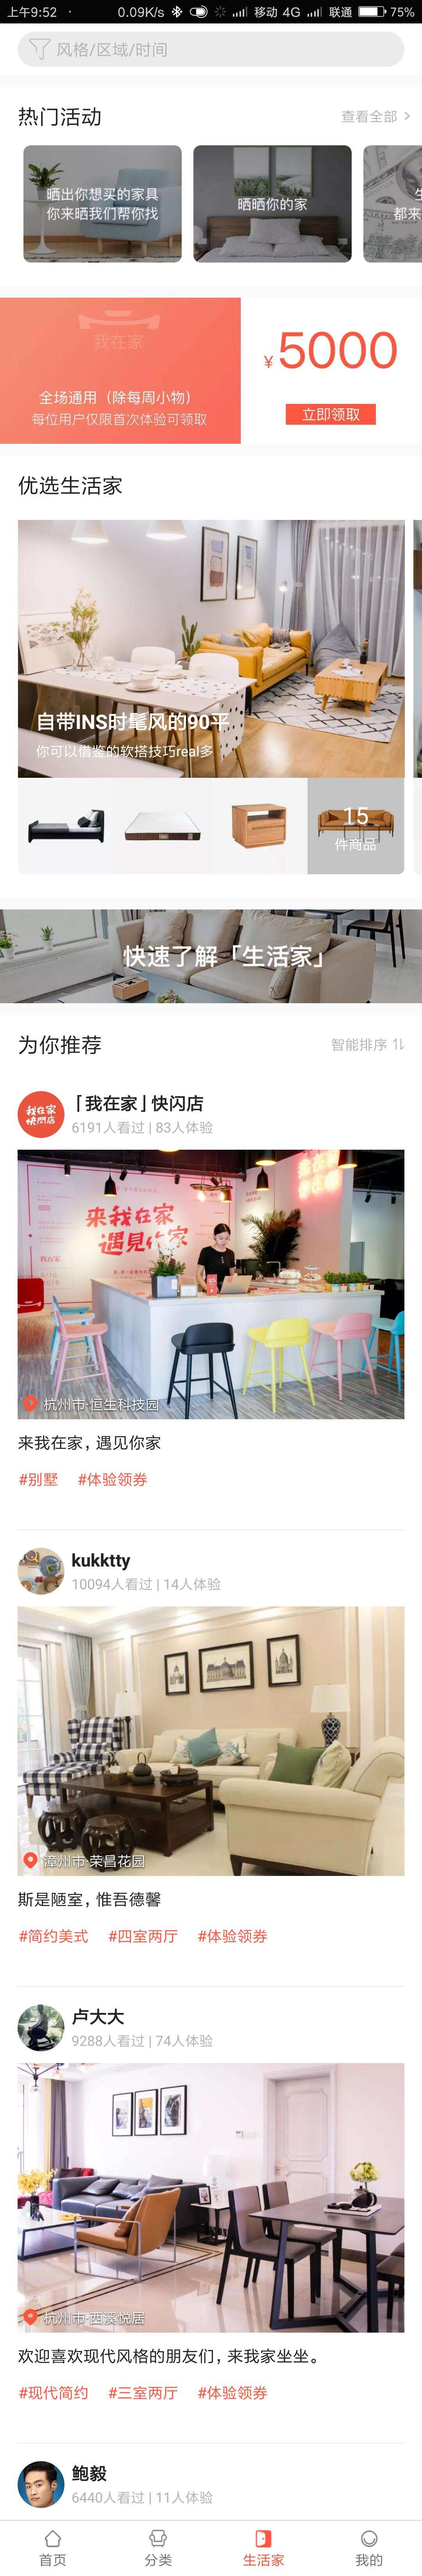 上午9:52
0.09K/s
移动 4G
联通
75%
风格/区域/时间
热门活动
查看全部
晒出你想买的家具
你来晒我们帮你找
晒晒你的家
都来
我在家
全场通用（除每周小物）
每位用户仅限首次体验可领取
¥5000
立即领取
优选生活家
自带INS时髦风的90平
你可以借鉴的软搭技巧real多
15
件商品
快速了解「生活家」
为你推荐
智能排序
我在家
快闪店
「我在家」快闪店
6191人看过 | 83人体验
来我在家
遇見你家
我在家
杭州市·恒生科技园
来我在家，遇见你家
#别墅 #体验领券
kukktty
10094人看过 | 14人体验
漳州市·荣昌花园
斯是陋室，惟吾德馨
#简约美式 #四室两厅 #体验领券
卢大大
9288人看过 | 74人体验
杭州市·西溪悦居
欢迎喜欢现代风格的朋友们，来我家坐坐。
#现代简约 #三室两厅 #体验领券
鲍毅
6440人看过 | 11人体验
首页
分类
生活家
我的